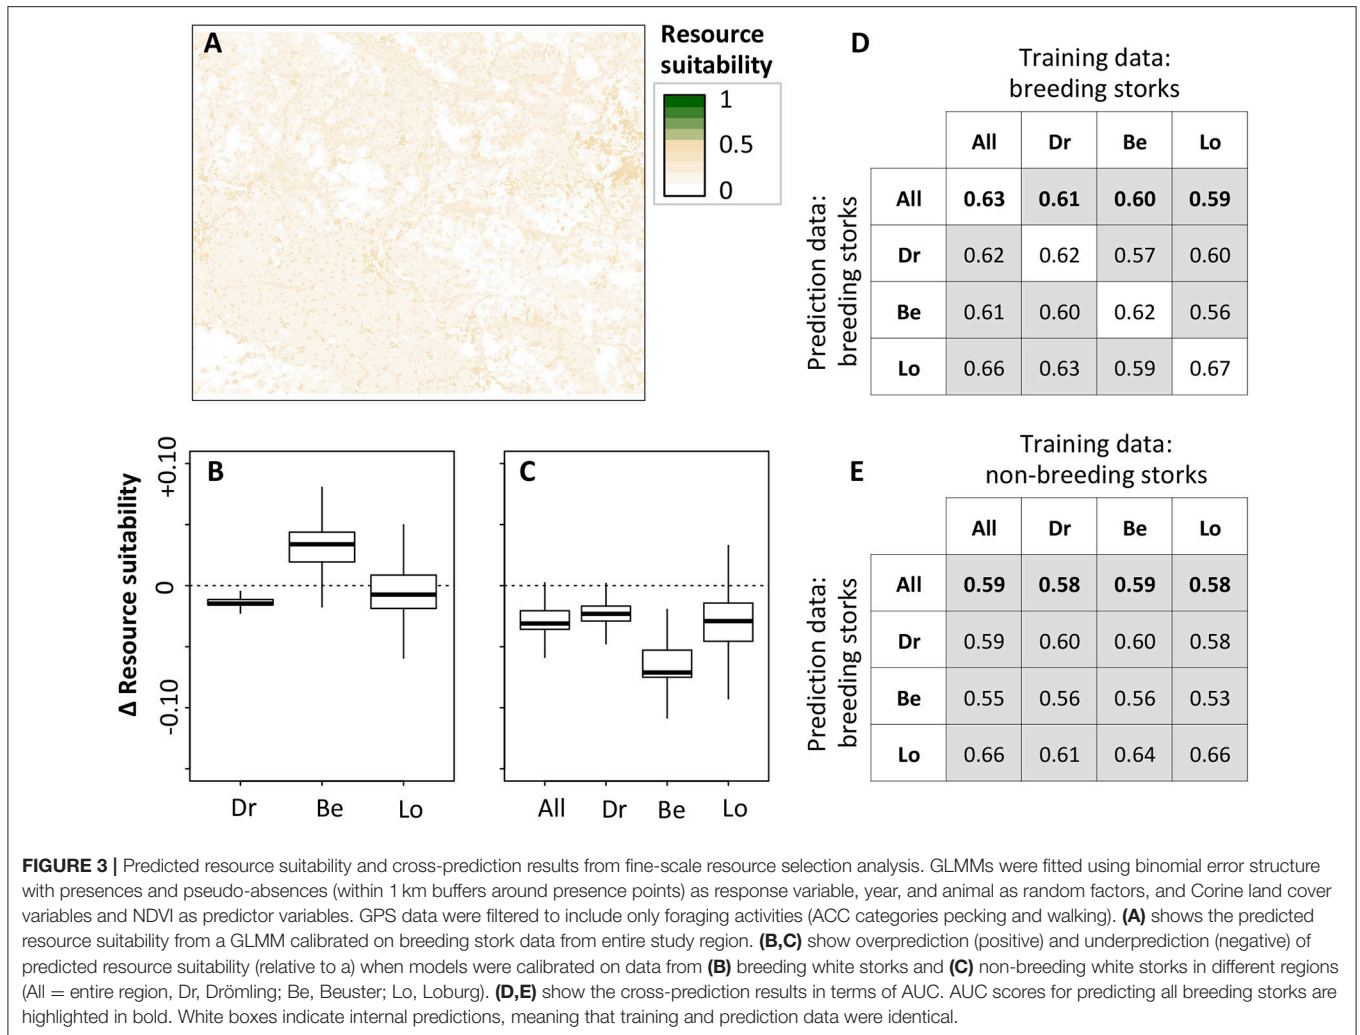 A
Resource
suitability
1
0.5
0
D
Training data:
breeding storks
Prediction data:
breeding storks
All Dr Be Lo
All 0.63 0.61 0.60 0.59
Dr 0.62 0.62 0.57 0.60
Be 0.61 0.60 0.62 0.56
Lo 0.66 0.63 0.59 0.67
Δ Resource suitability
+0.10
0
-0.10
B
Dr Be Lo
C
All Dr Be Lo
E
Training data:
non-breeding storks
Prediction data:
breeding storks
All Dr Be Lo
All 0.59 0.58 0.59 0.58
Dr 0.59 0.60 0.60 0.58
Be 0.55 0.56 0.56 0.53
Lo 0.66 0.61 0.64 0.66
FIGURE 3 | Predicted resource suitability and cross-prediction results from fine-scale resource selection analysis. GLMMs were fitted using binomial error structure
with presences and pseudo-absences (within 1 km buffers around presence points) as response variable, year, and animal as random factors, and Corine land cover
variables and NDVI as predictor variables. GPS data were filtered to include only foraging activities (ACC categories pecking and walking). (A) shows the predicted
resource suitability from a GLMM calibrated on breeding stork data from entire study region. (B,C) show overprediction (positive) and underprediction (negative) of
predicted resource suitability (relative to a) when models were calibrated on data from (B) breeding white storks and (C) non-breeding white storks in different regions
(All = entire region, Dr, Drömling; Be, Beuster; Lo, Loburg). (D,E) show the cross-prediction results in terms of AUC. AUC scores for predicting all breeding storks are
highlighted in bold. White boxes indicate internal predictions, meaning that training and prediction data were identical.